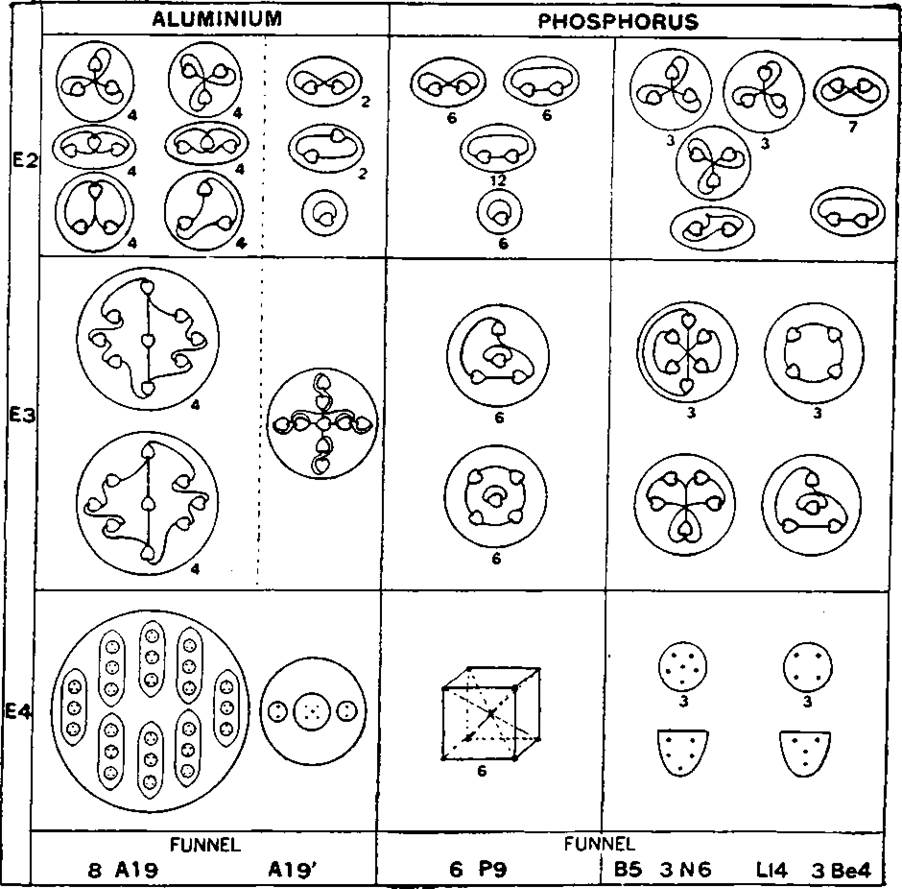 ALUMINIUM PHOSPHORUS
E2
4 4 2 6 6 3 3 7
4 4 2 12
4 4 6
E3
4 6 3 3
4 6
E4
6 3 3
FUNNEL FUNNEL
8 A19 A19' 6 P9 B5 3 N6 LI4 3 Be4